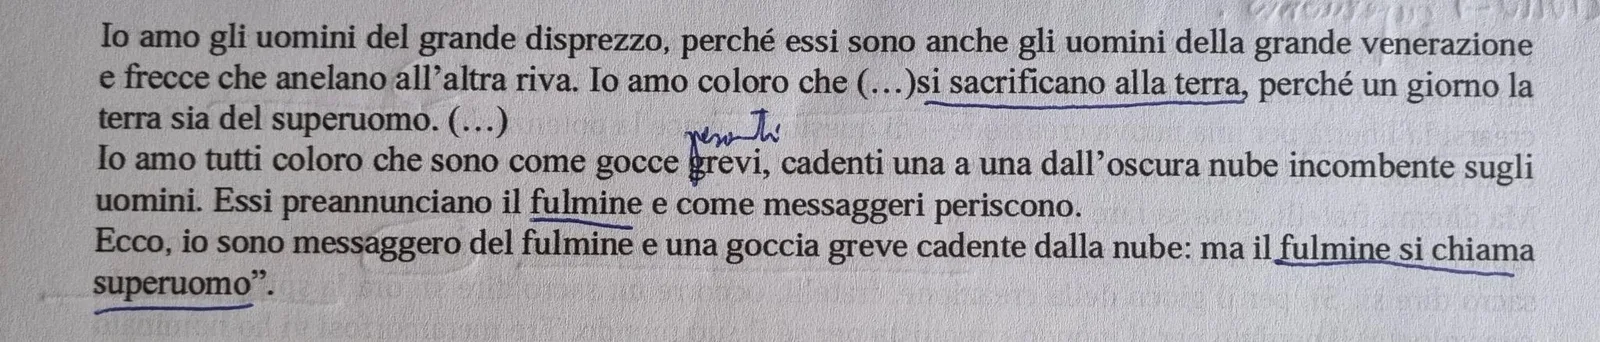 Io amo gli uomini del grande disprezzo, perché essi sono anche gli uomini della grande venerazione
e frecce che anelano all’altra riva. Io amo coloro che (…)si sacrificano alla terra, perché un giorno la
terra sia del superuomo. (…)
pesanti
Io amo tutti coloro che sono come gocce grevi, cadenti una a una dall’oscura nube incombente sugli
uomini. Essi preannunciano il fulmine e come messaggeri periscono.
Ecco, io sono messaggero del fulmine e una goccia greve cadente dalla nube: ma il fulmine si chiama
superuomo”.